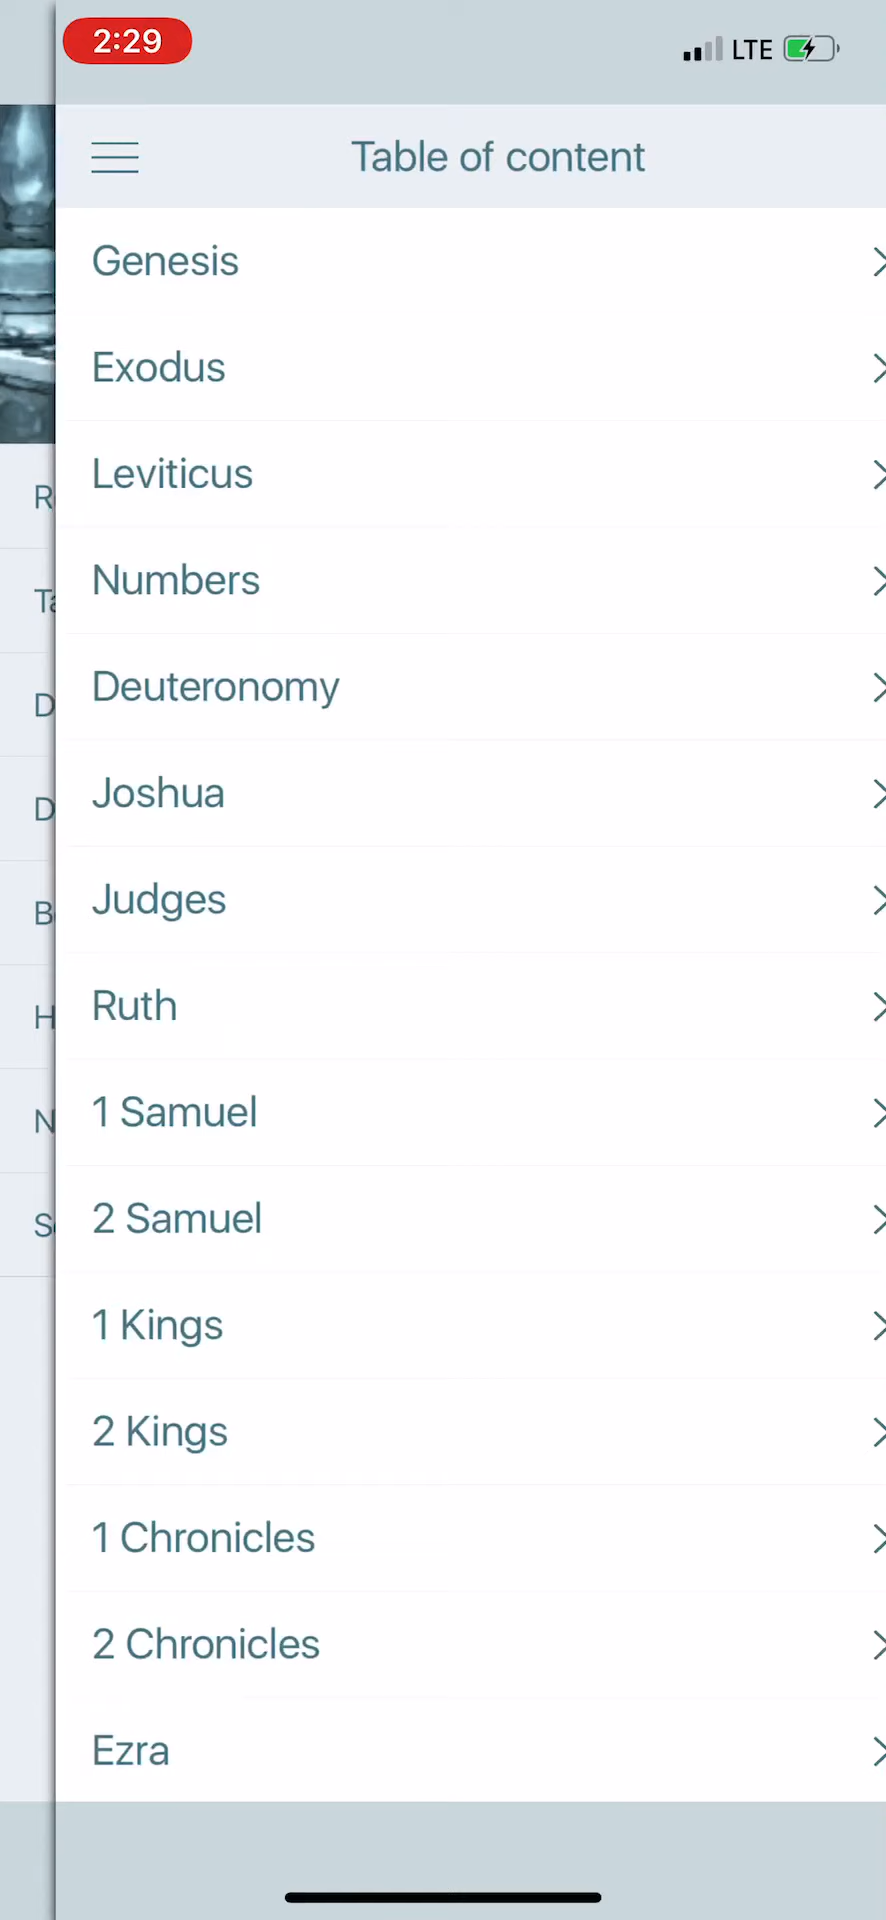 2:29
LTE
Table of content
Genesis
Exodus
Leviticus
Numbers
Deuteronomy
Joshua
Judges
Ruth
1 Samuel
2 Samuel
1 Kings
2 Kings
1 Chronicles
2 Chronicles
Ezra